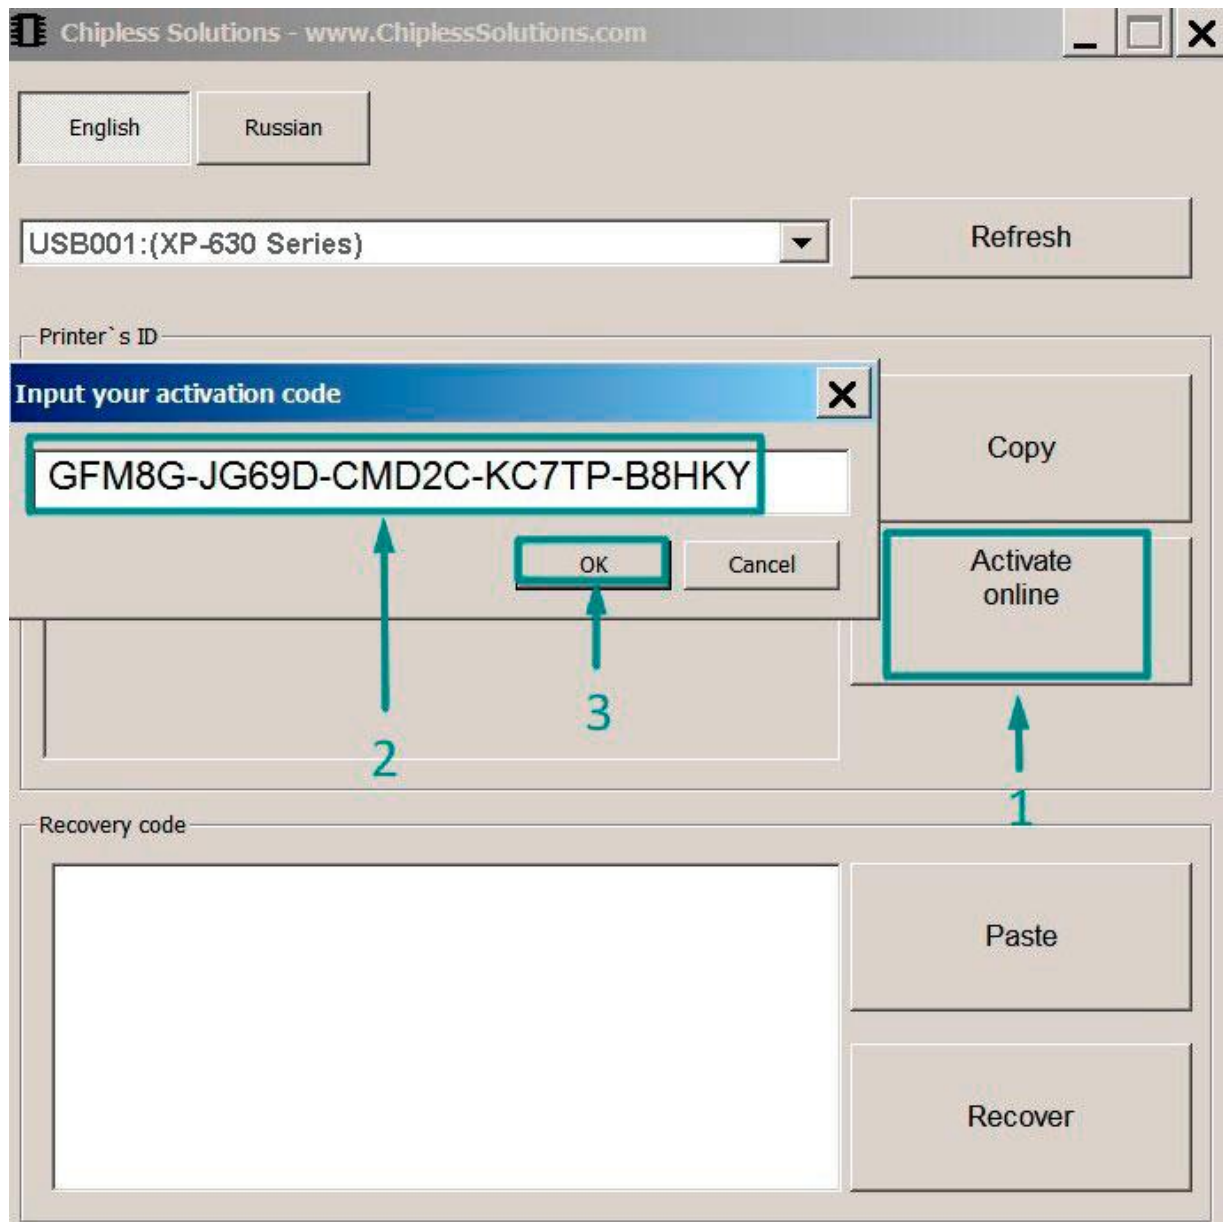 Chipless Solutions - www.ChiplessSolutions.com
English Russian
USB001:(XP-630 Series)
Refresh
Printer`s ID
Input your activation code
GFM8G-JG69D-CMD2C-KC7TP-B8HKY
OK Cancel
Copy
Activate
online
2
3
1
Recovery code
Paste
Recover